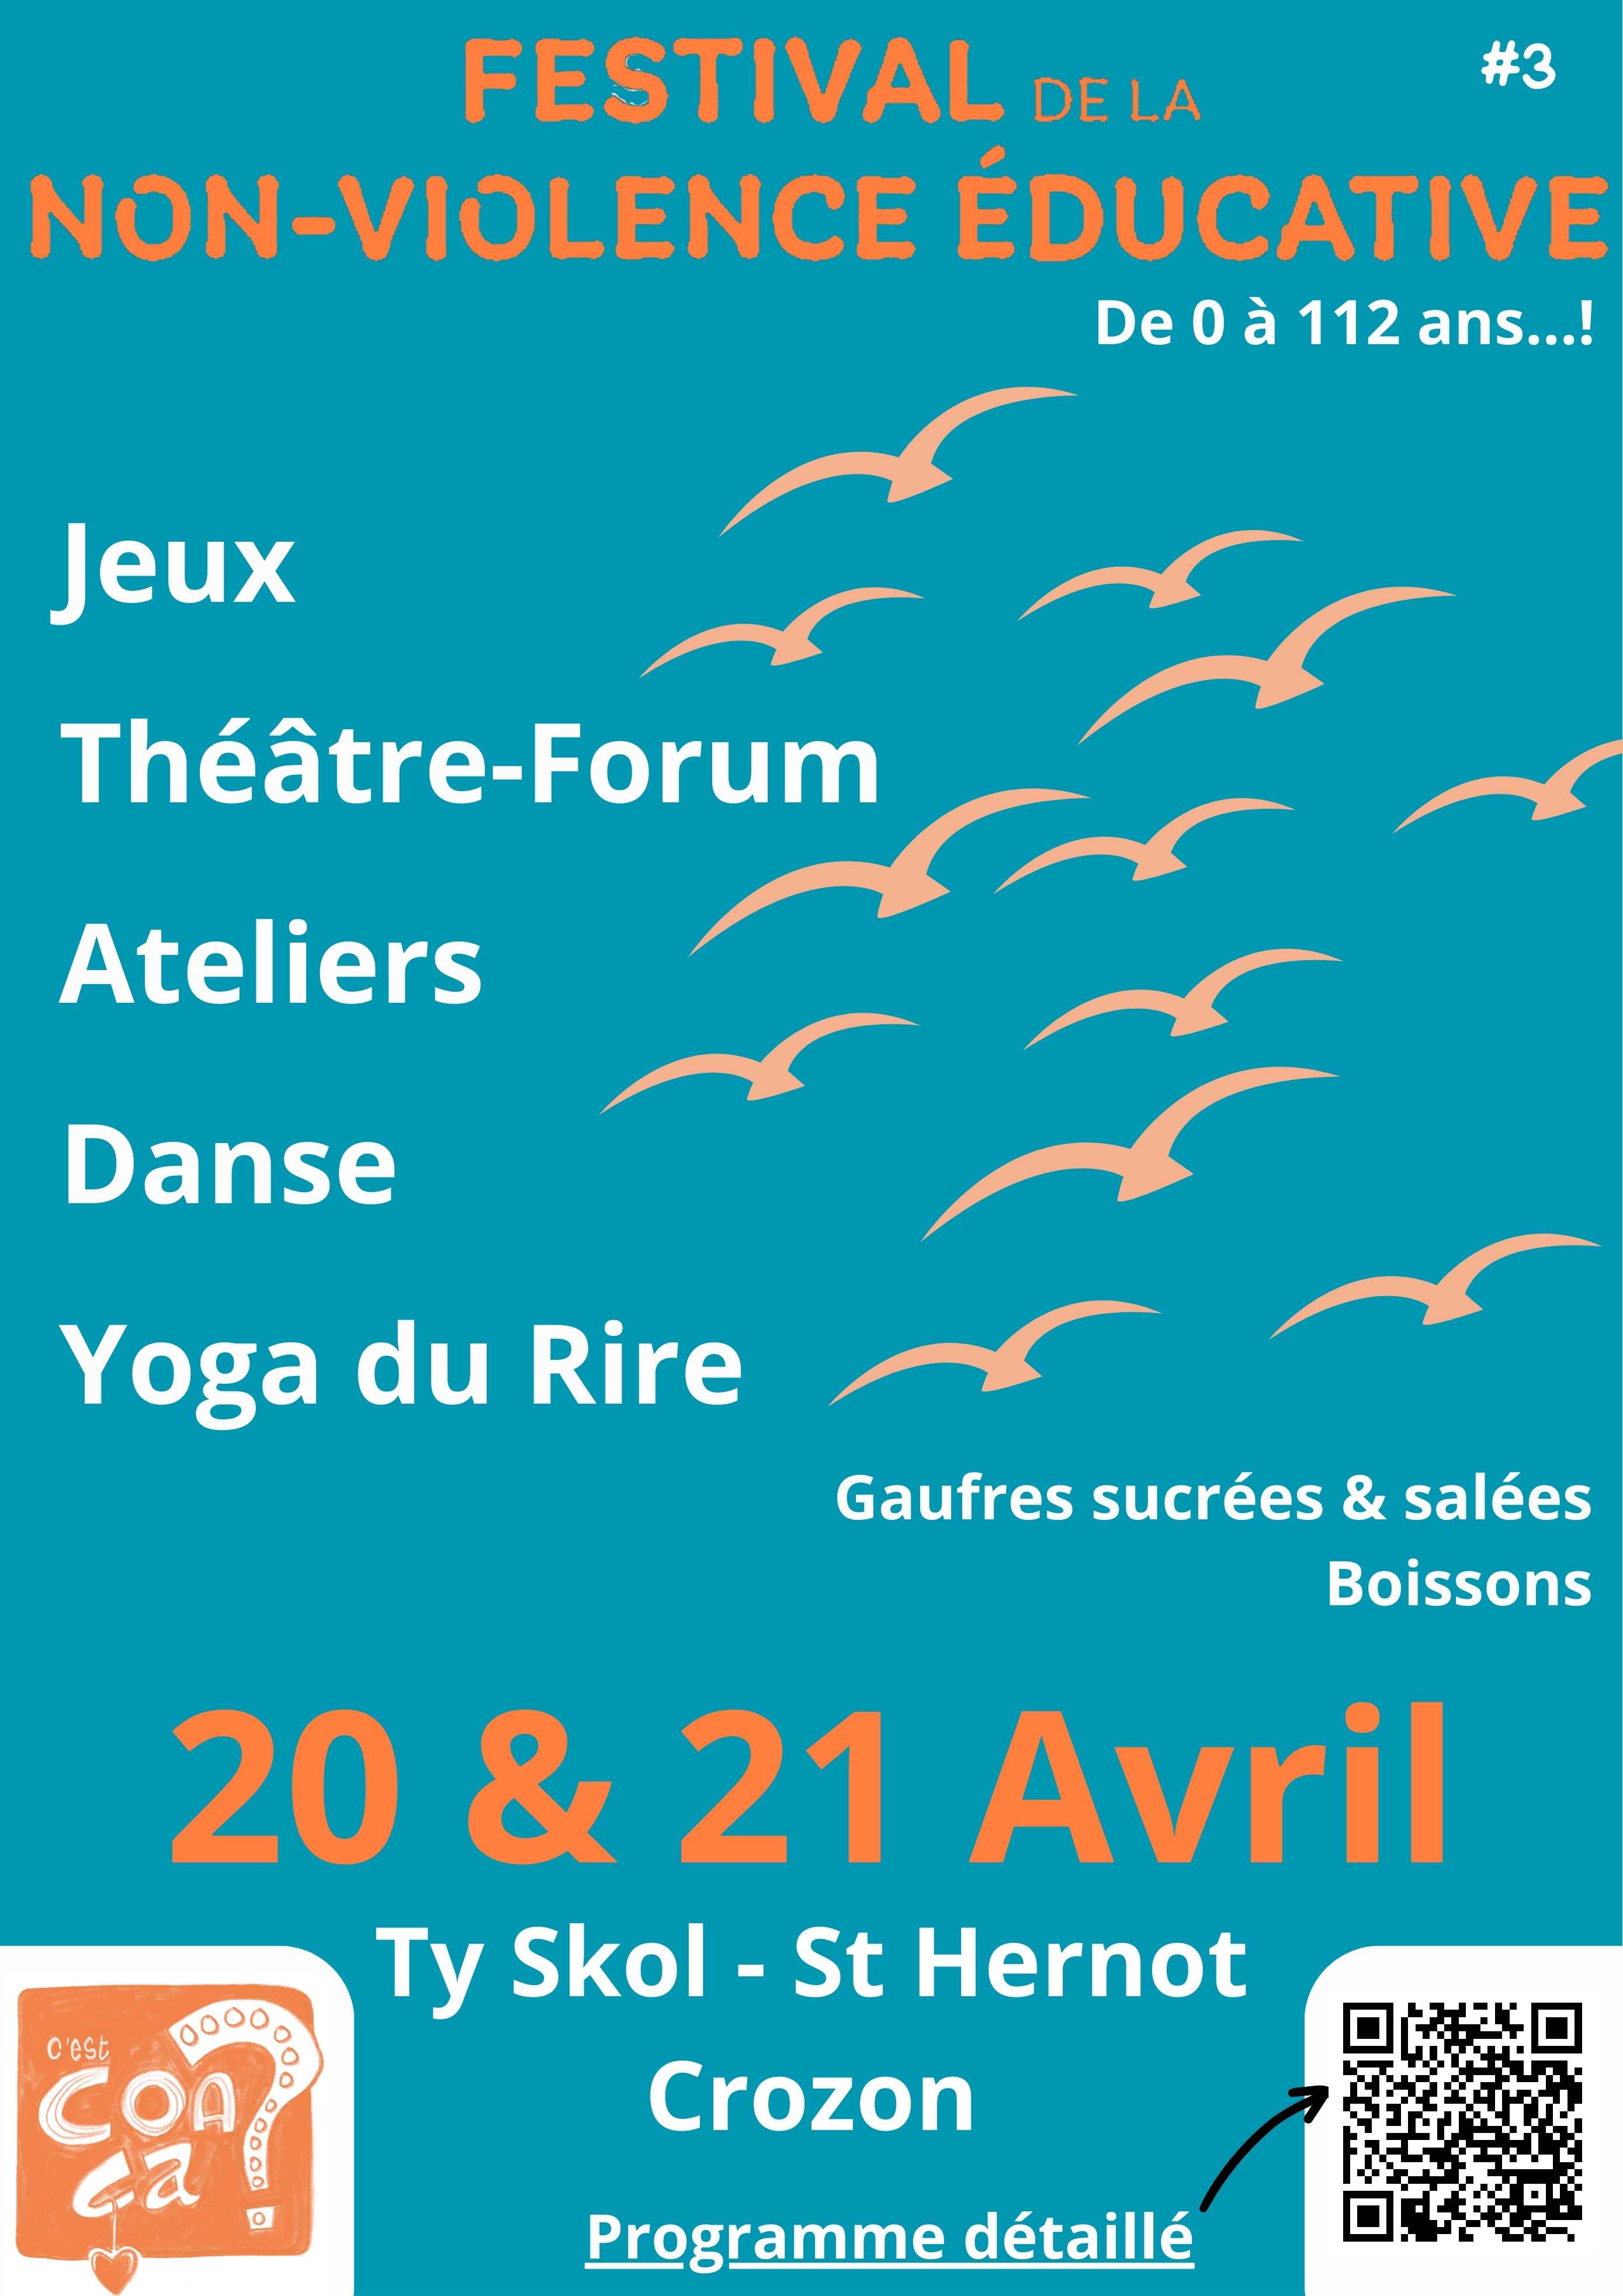 FESTIVAL DE LA
#3
NON-VIOLENCE ÉDUCATIVE
De 0 à 112 ans...!
Jeux
Théâtre-Forum
Ateliers
Danse
Yoga du Rire
Gaufres sucrées & salées
Boissons
20 & 21 Avril
Ty Skol - St Hernot
Crozon
c'est
con
ça ?
Programme détaillé